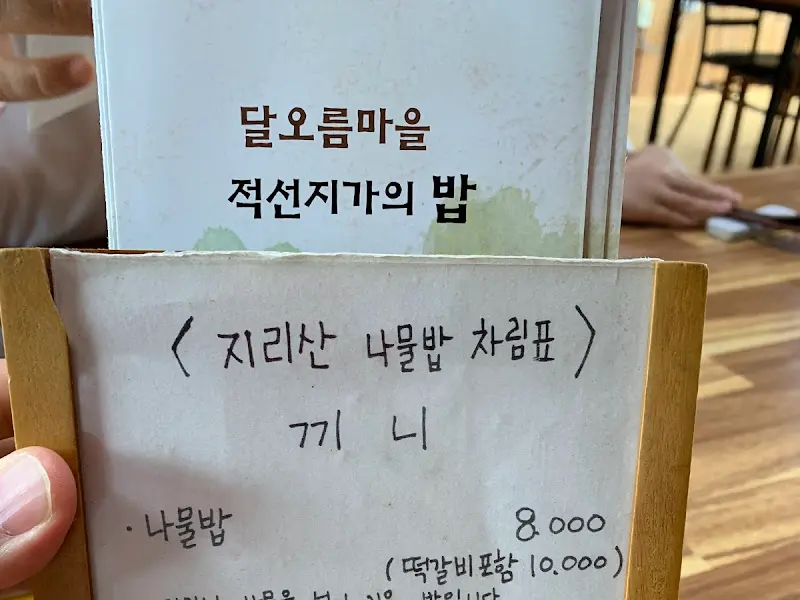 달오름마을
적선지가의 밥
< 지리산 나물밥 차림표 >
끼 니
· 나물밥 8.000
(떡갈비포함 10.000)